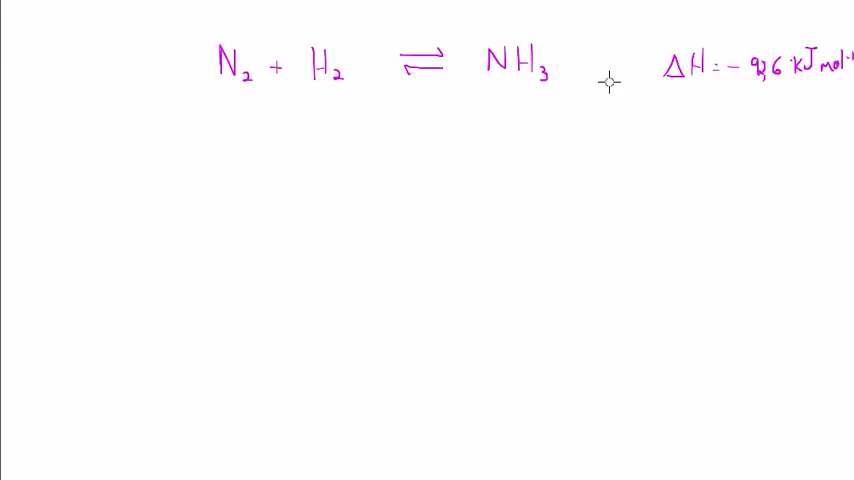 N₂ + H₂ ⇌ NH₃ ΔH = - 92,6 kJ mol⁻¹